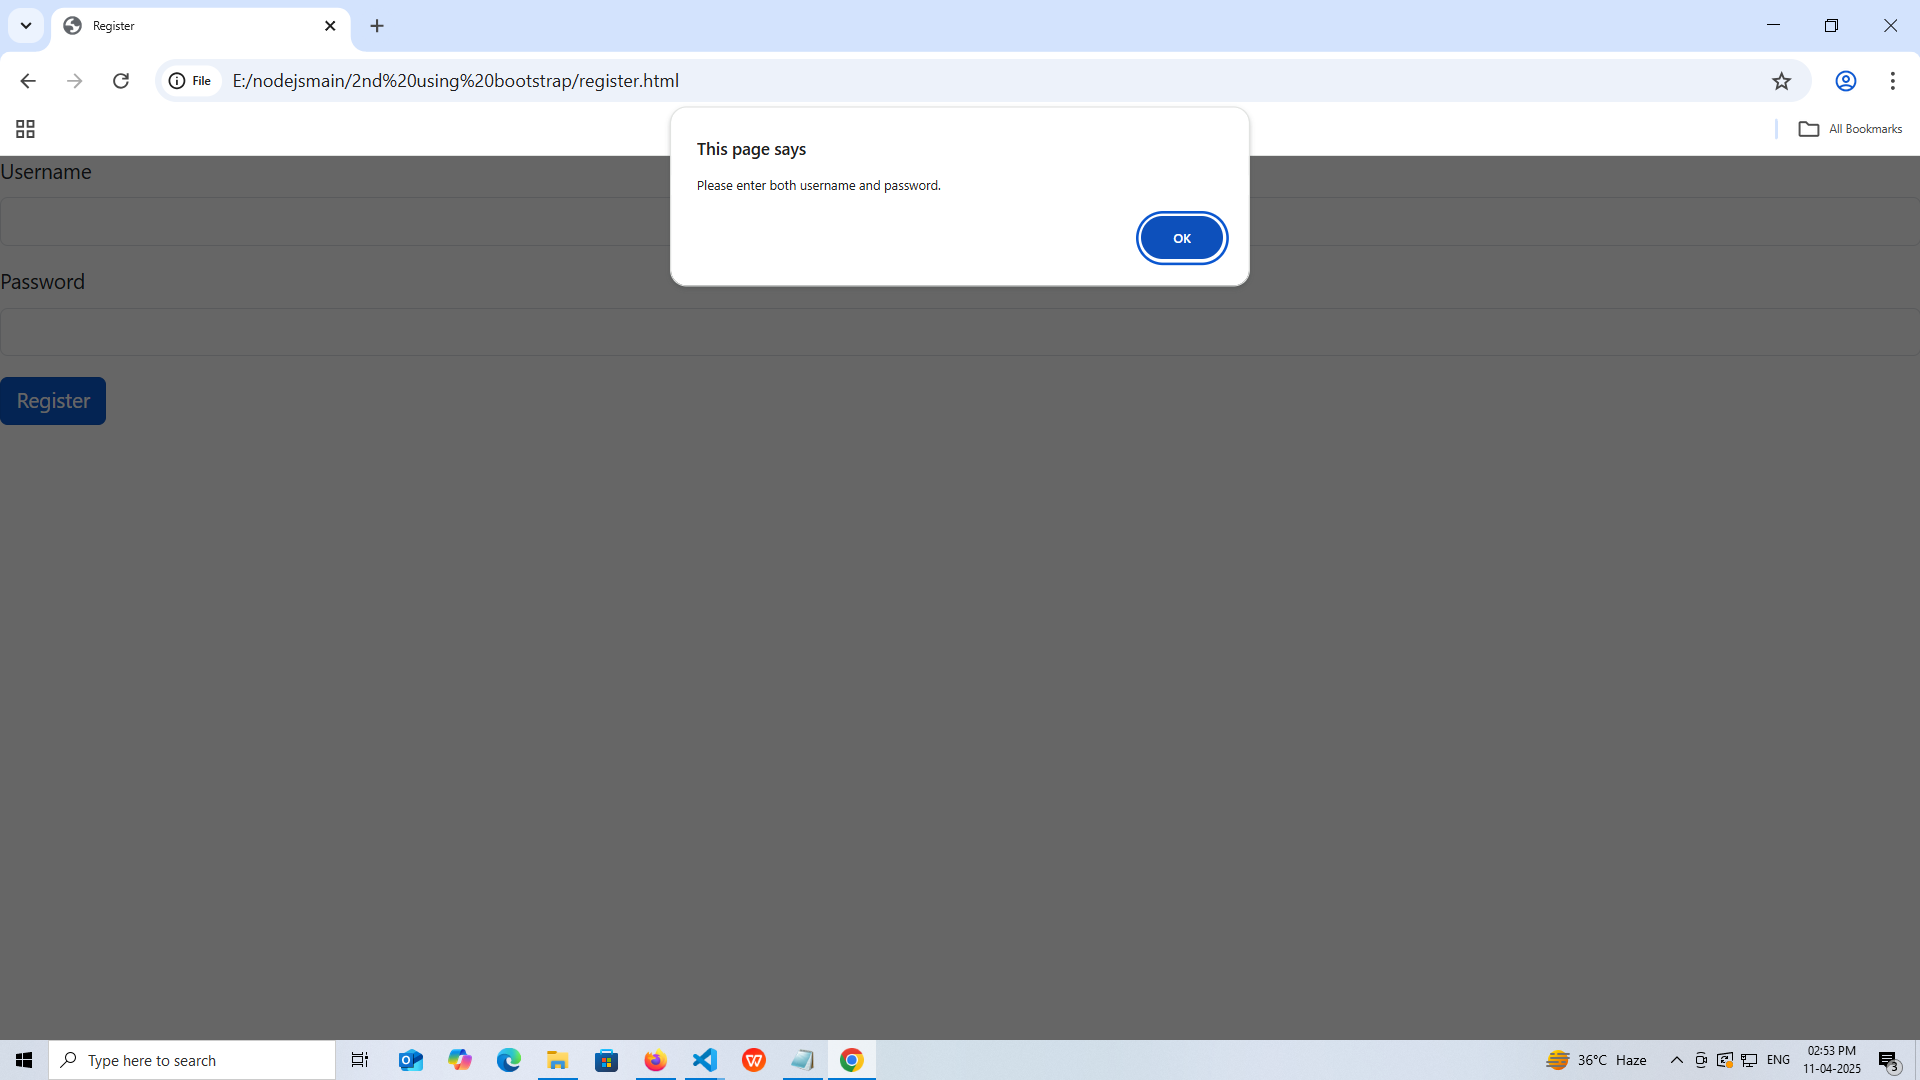 Register
File
E:/nodejsmain/2nd%20using%20bootstrap/register.html
All Bookmarks
This page says
Please enter both username and password.
OK
Username
Password
Register
Type here to search
36°C Haze
ENG
02:53 PM
11-04-2025
3